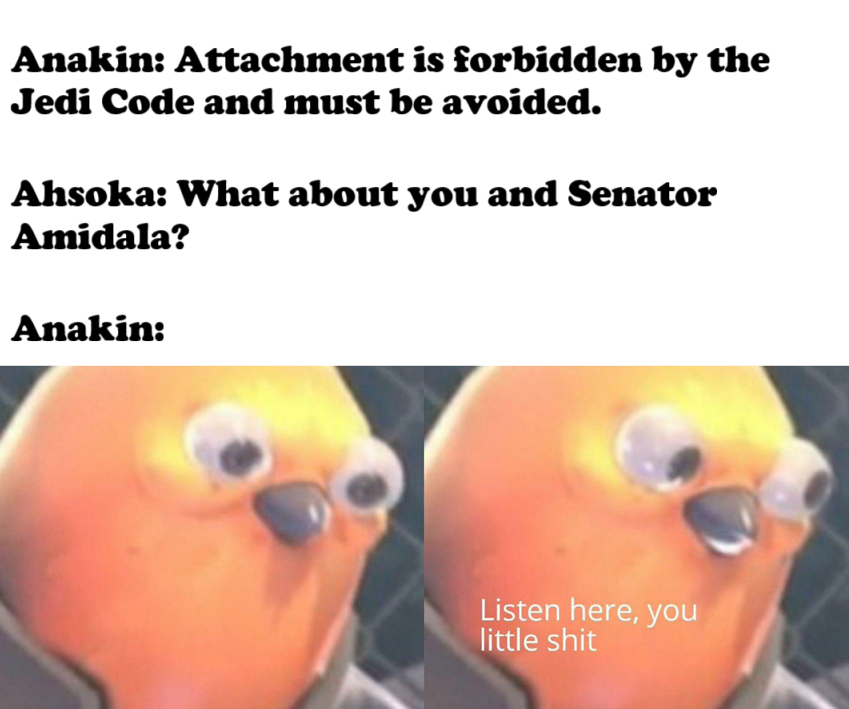 Anakin: Attachment is forbidden by the
Jedi Code and must be avoided.
Ahsoka: What about you and Senator
Amidala?
Anakin:
Listen here, you
little shit